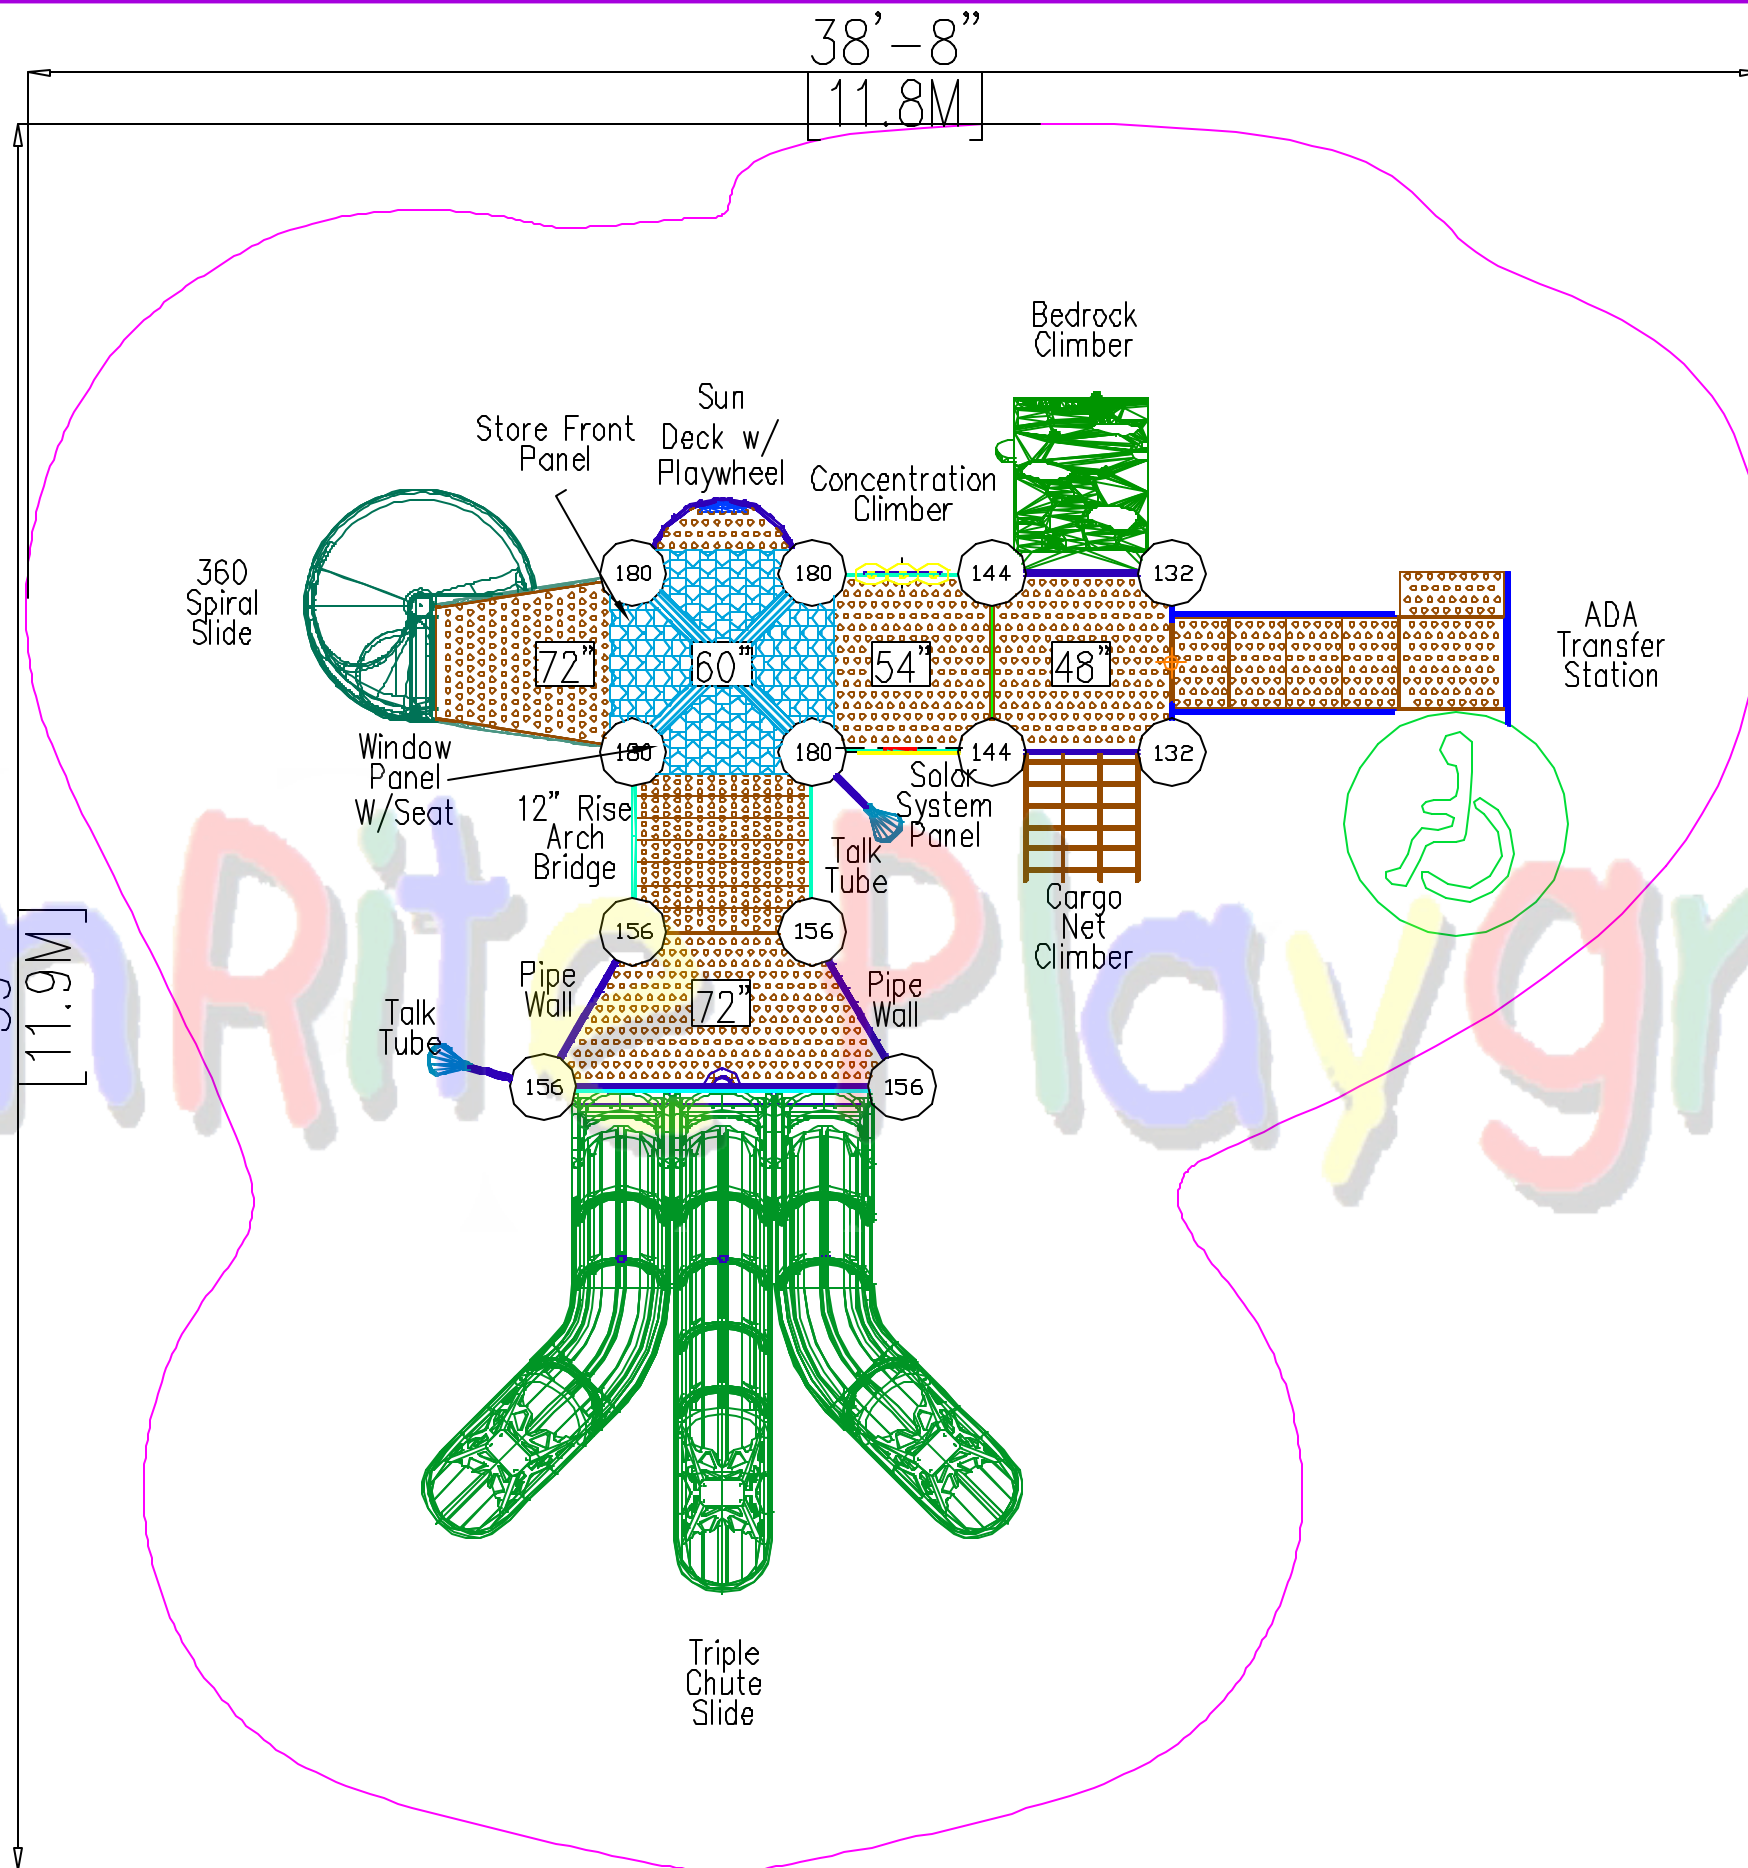 38'-8"
11.8M
Bedrock
Climber
Sun
Deck w/
Playwheel
Store Front
Panel
Concentration
Climber
360
Spiral
Slide
180
180
144
132
ADA
Transfer
Station
72"
60"
54"
48"
180
180
144
132
Window
Panel
W/Seat
12" Rise
Arch
Bridge
Solar
System
Panel
Talk
Tube
Cargo
Net
Climber
156
156
Pipe
Wall
72"
Pipe
Wall
Talk
Tube
156
156
11.9M
Triple
Chute
Slide